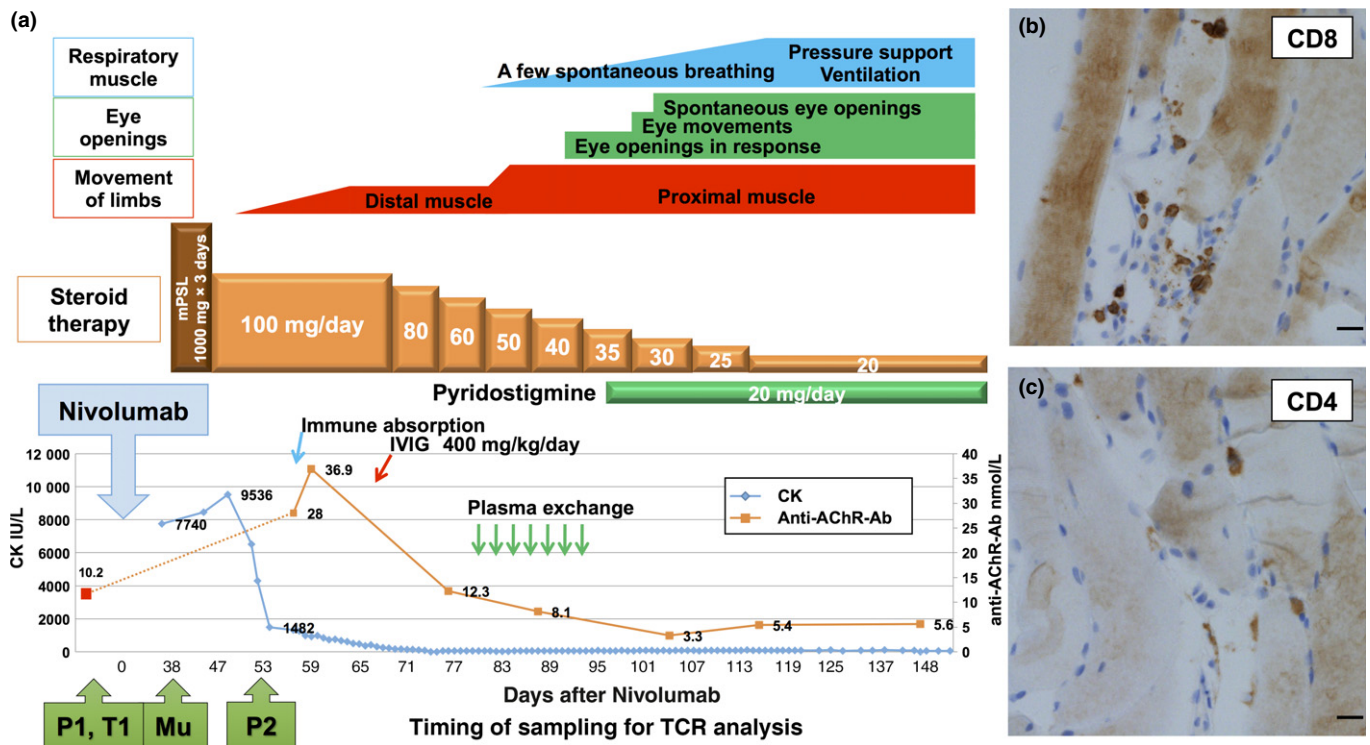 (a)
Respiratory
muscle
A few spontaneous breathing
Pressure support
Ventilation
Eye
openings
Spontaneous eye openings
Eye movements
Eye openings in response
Movement
of limbs
Distal muscle
Proximal muscle
Steroid
therapy
mPSL
1000 mg × 3 days
100 mg/day
80
60
50
40
35
30
25
20
Pyridostigmine
20 mg/day
Nivolumab
Immune absorption
IVIG 400 mg/kg/day
Plasma exchange
CK
Anti-AChR-Ab
CK IU/L
12 000
10 000
8000
6000
4000
2000
0
10.2
7740
9536
1482
28
36.9
12.3
8.1
3.3
5.4
5.6
40
35
30
25
20
15
10
5
0
anti-AChR-Ab nmol/L
0 38 47 53 59 65 71 77 83 89 95 101 107 113 119 125 137 148
Days after Nivolumab
P1, T1
Mu
P2
Timing of sampling for TCR analysis
(b)
CD8
(c)
CD4